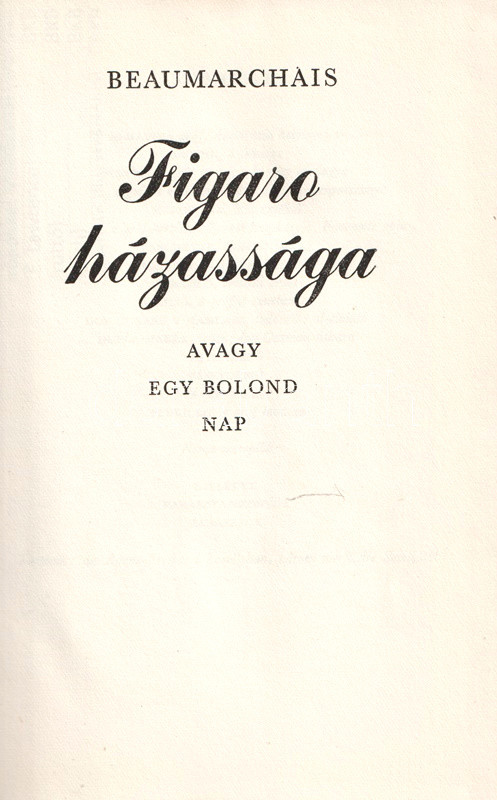 BEAUMARCHAIS
Figaro
házassága
AVAGY
EGY BOLOND
NAP